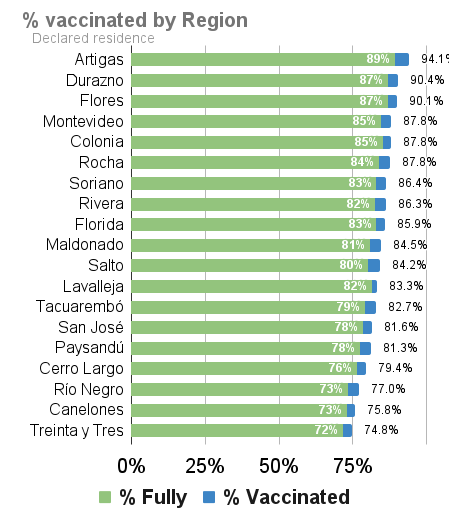 % vaccinated by Region
Declared residence
Artigas 89% 94.1%
Durazno 87% 90.4%
Flores 87% 90.1%
Montevideo 85% 87.8%
Colonia 85% 87.8%
Rocha 84% 87.8%
Soriano 83% 86.4%
Rivera 82% 86.3%
Florida 83% 85.9%
Maldonado 81% 84.5%
Salto 80% 84.2%
Lavalleja 82% 83.3%
Tacuarembó 79% 82.7%
San José 78% 81.6%
Paysandú 78% 81.3%
Cerro Largo 76% 79.4%
Río Negro 73% 77.0%
Canelones 73% 75.8%
Treinta y Tres 72% 74.8%
0% 25% 50% 75%
% Fully % Vaccinated